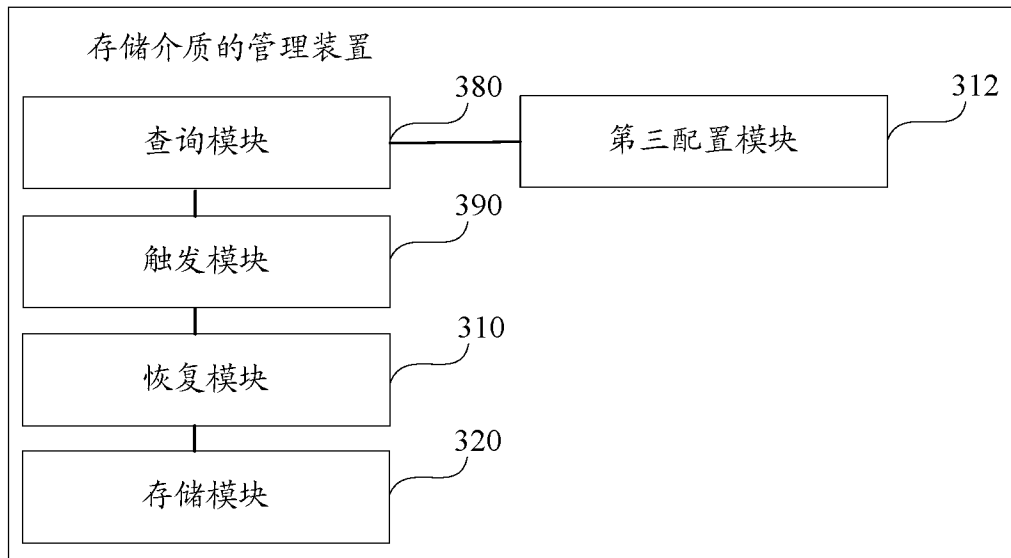 存储介质的管理装置
380
312
查询模块
第三配置模块
390
触发模块
310
恢复模块
320
存储模块